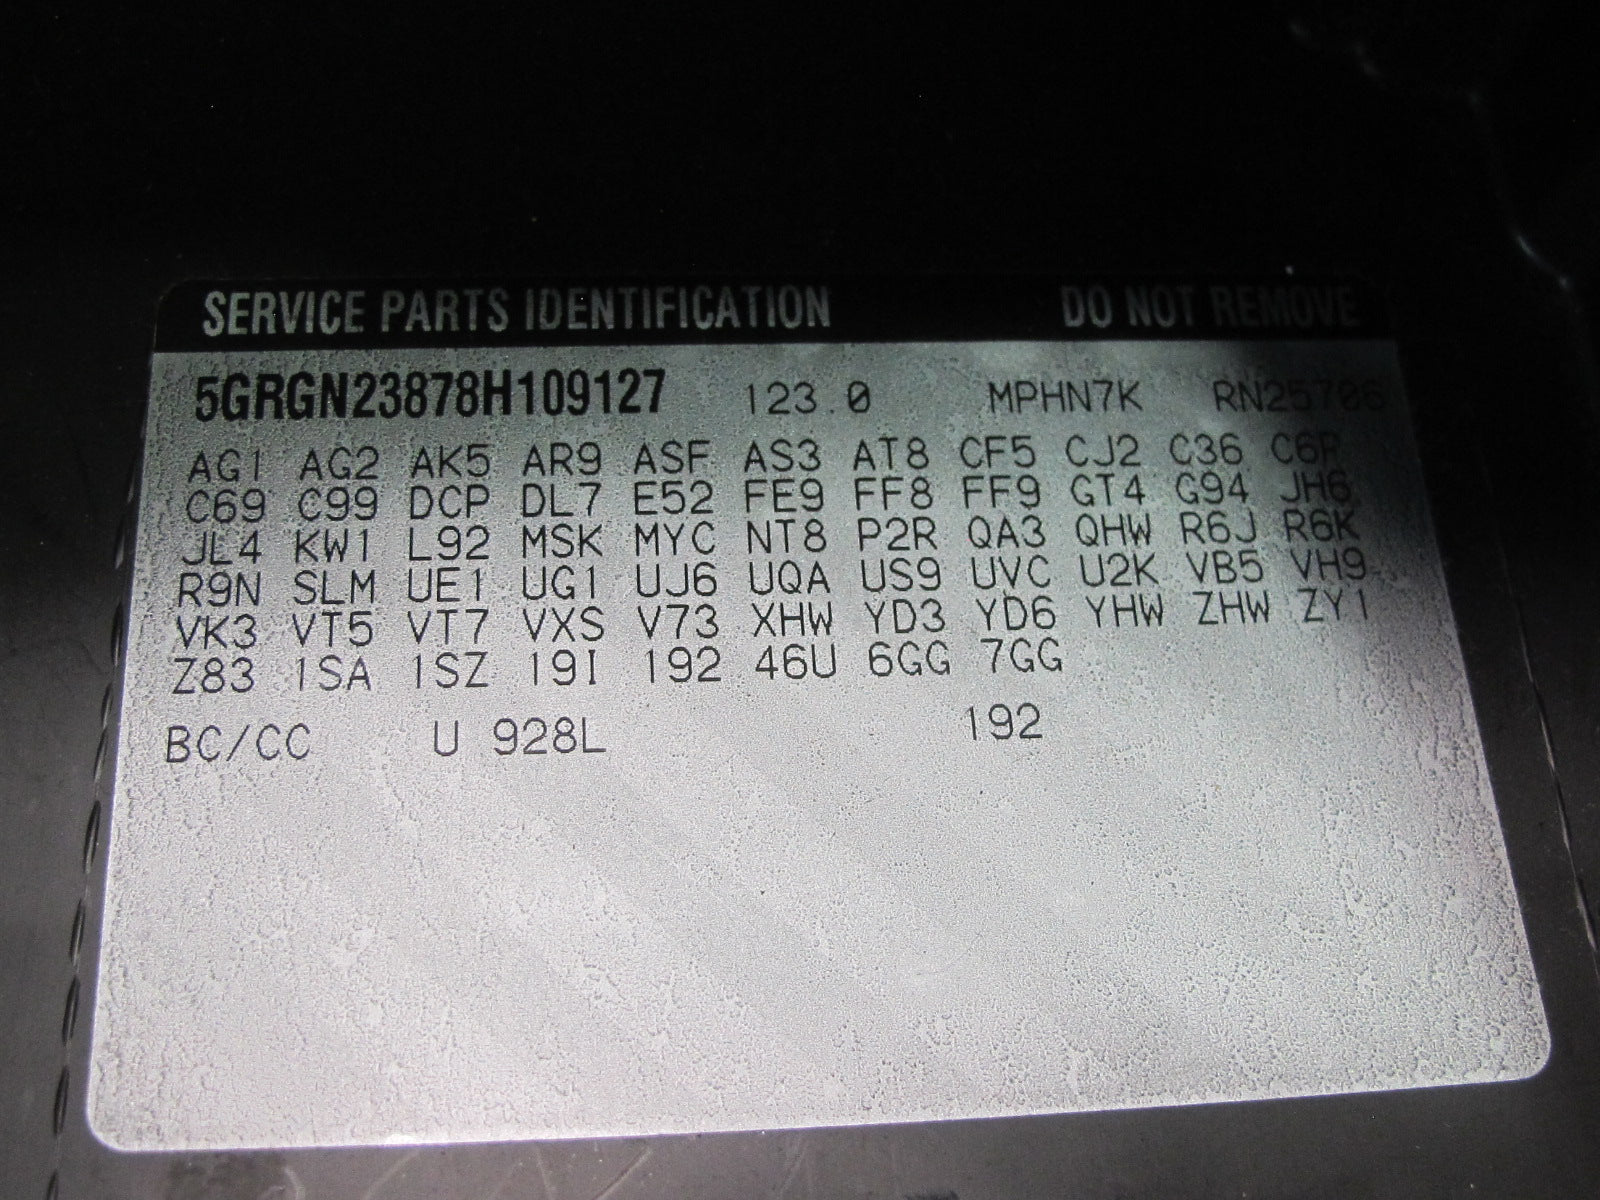 SERVICE PARTS IDENTIFICATION DO NOT REMOVE
5GRGN23878H109127 123.0 MPHN7K RN25706
AG1 AG2 AK5 AR9 ASF AS3 AT8 CF5 CJ2 C36 C6P
C69 C99 DCP DL7 E52 FE9 FF8 FF9 GT4 G94 JH6
JL4 KW1 L92 MSK MYC NT8 P2R QA3 QHW R6J R6K
R9N SLM UE1 UG1 UJ6 UQA US9 UVC U2K VB5 VH9
VK3 VT5 VT7 VXS V73 XHW YD3 YD6 YHW ZHW ZY1
Z83 1SA 1SZ 19I 192 46U 6GG 7GG
BC/CC U 928L 192